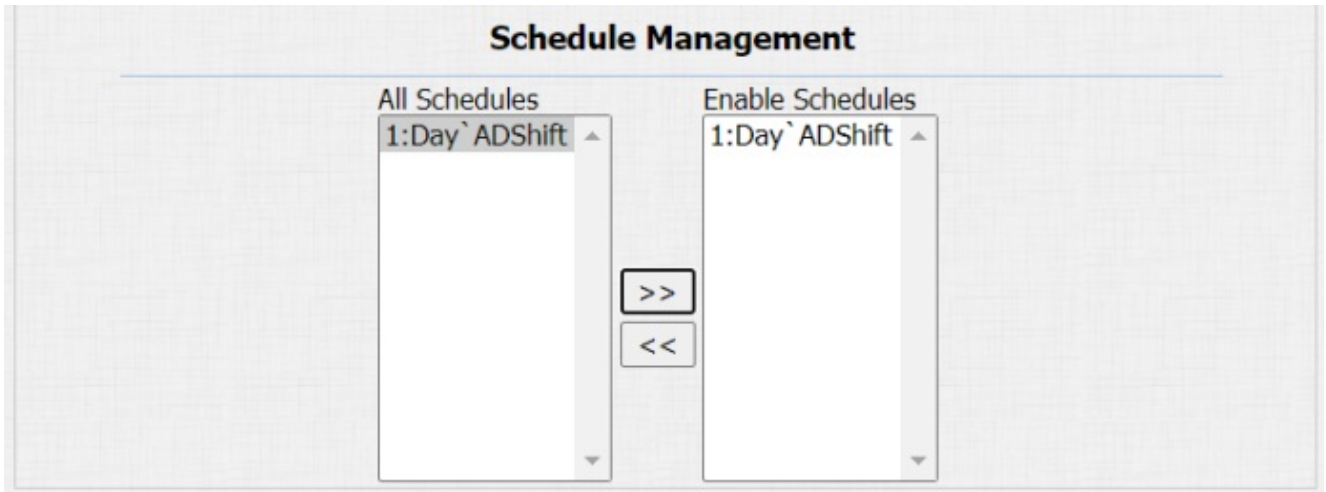 Schedule Management
All Schedules
Enable Schedules
1:Day`ADShift
1:Day`ADShift
>>
<<